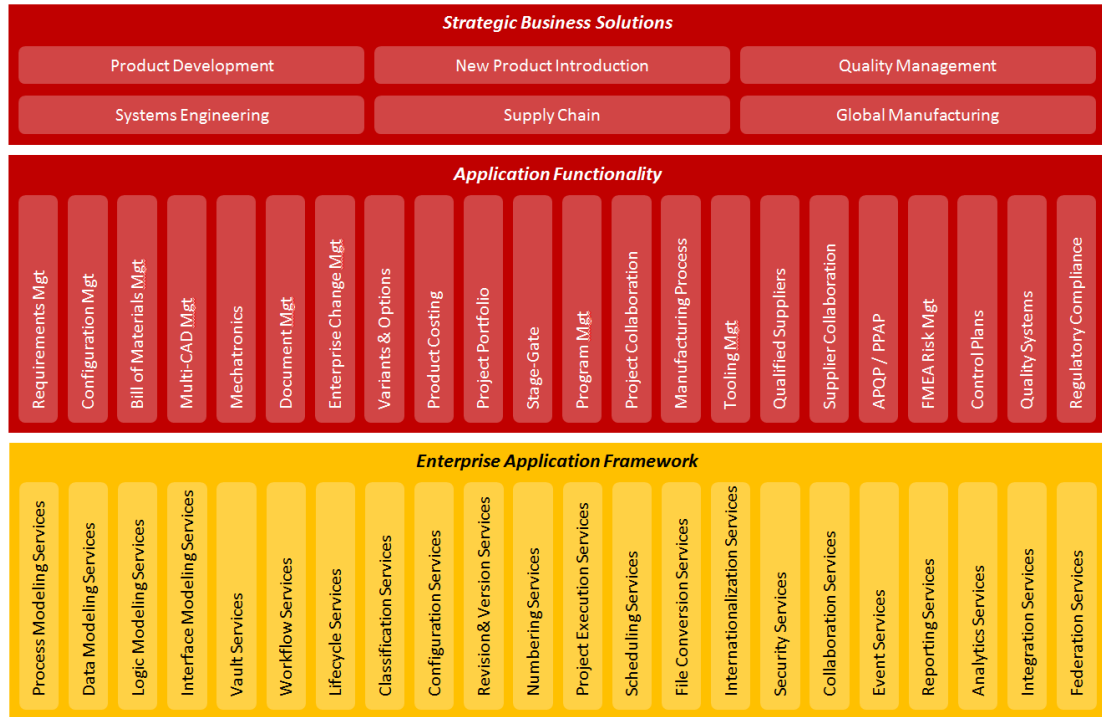 Strategic Business Solutions
Product Development
New Product Introduction
Quality Management
Systems Engineering
Supply Chain
Global Manufacturing
Application Functionality
Requirements Mgt
Configuration Mgt
Bill of Materials Mgt
Multi-CAD Mgt
Mechatronics
Document Mgt
Enterprise Change Mgt
Variants & Options
Product Costing
Project Portfolio
Stage-Gate
Program Mgt
Project Collaboration
Manufacturing Process
Tooling Mgt
Qualified Suppliers
Supplier Collaboration
APQP / PPAP
FMEA Risk Mgt
Control Plans
Quality Systems
Regulatory Compliance
Enterprise Application Framework
Process Modeling Services
Data Modeling Services
Logic Modeling Services
Interface Modeling Services
Vault Services
Workflow Services
Lifecycle Services
Classification Services
Configuration Services
Revision& Version Services
Numbering Services
Project Execution Services
Scheduling Services
File Conversion Services
Internationalization Services
Security Services
Collaboration Services
Event Services
Reporting Services
Analytics Services
Integration Services
Federation Services